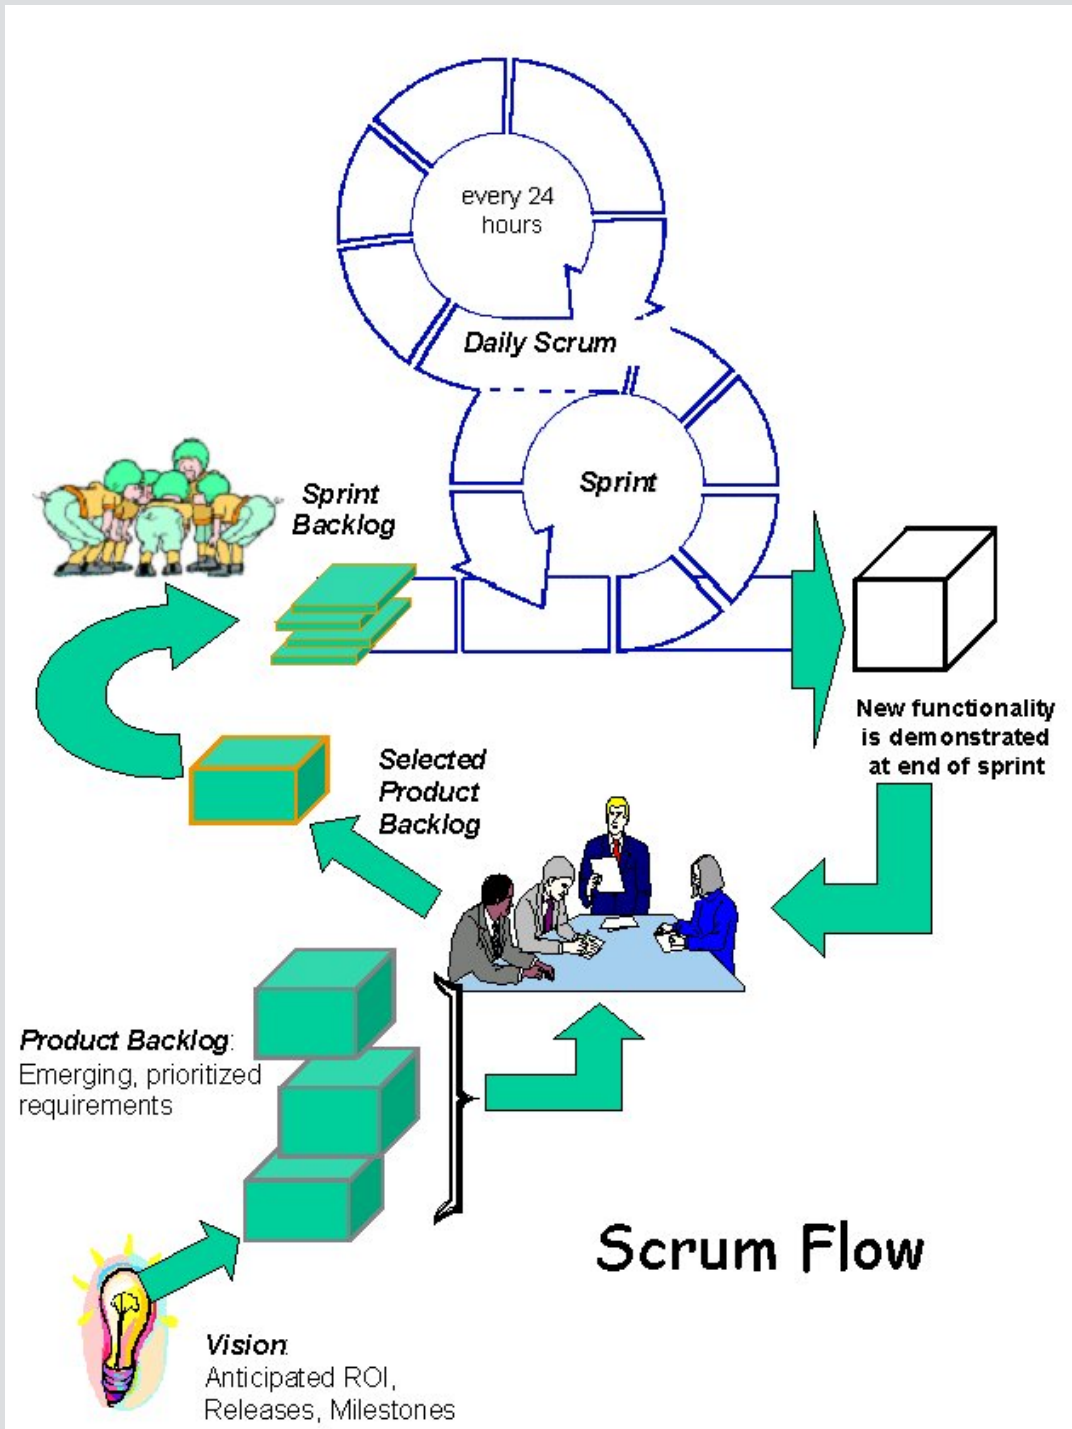 every 24
hours
Daily Scrum
Sprint
Sprint
Backlog
New functionality
is demonstrated
at end of sprint
Selected
Product
Backlog
Product Backlog:
Emerging, prioritized
requirements
Scrum Flow
Vision:
Anticipated ROI,
Releases, Milestones